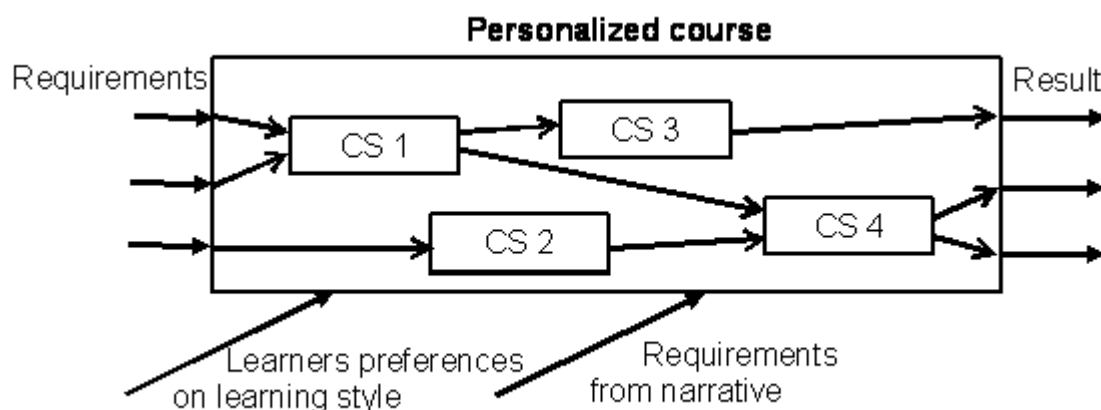 Personalized course
Requirements
Result
CS 1
CS 3
CS 2
CS 4
Learners preferences
on learning style
Requirements
from narrative